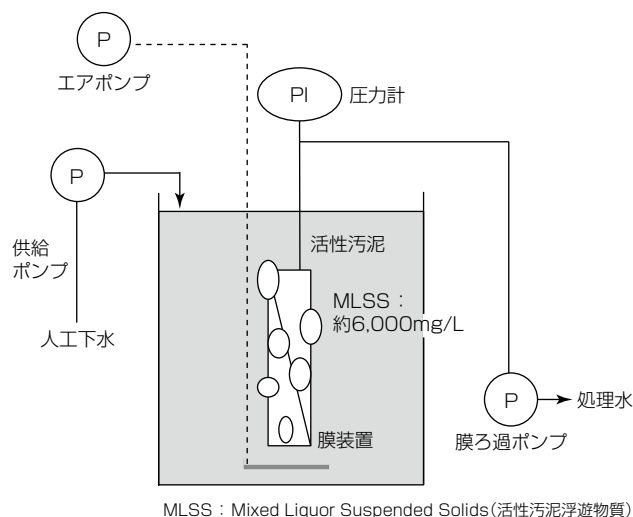 P
エアポンプ
PI
圧力計
P
供給
ポンプ
人工下水
活性汚泥
MLSS：
約6,000mg/L
膜装置
P
処理水
膜ろ過ポンプ
MLSS：Mixed Liquor Suspended Solids（活性汚泥浮遊物質）